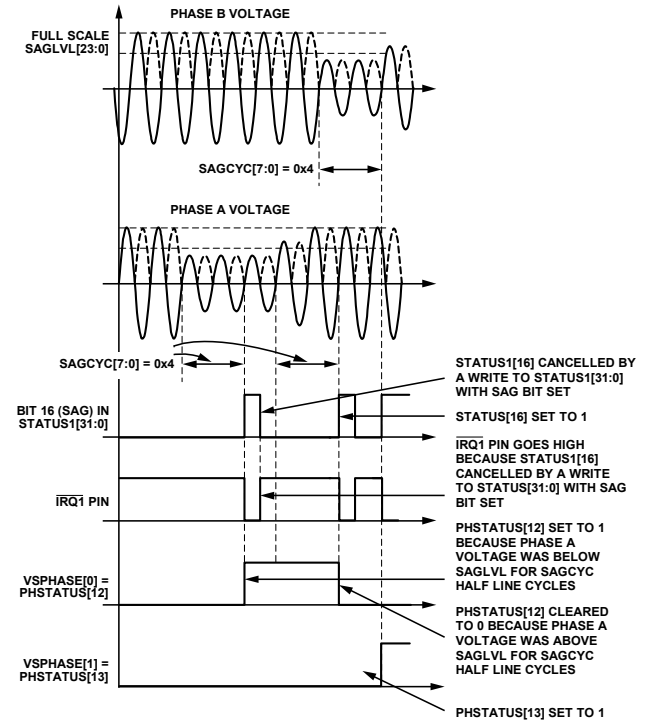 PHASE B VOLTAGE
FULL SCALE
SAGLVL[23:0]
SAGCYC[7:0] = 0x4
PHASE A VOLTAGE
SAGCYC[7:0] = 0x4
STATUS1[16] CANCELLED BY
A WRITE TO STATUS1[31:0]
WITH SAG BIT SET
BIT 16 (SAG) IN
STATUS1[31:0]
STATUS[16] SET TO 1
IRQ1 PIN GOES HIGH
BECAUSE STATUS1[16]
CANCELLED BY A WRITE
TO STATUS[31:0] WITH SAG
BIT SET
IRQ1 PIN
PHSTATUS[12] SET TO 1
BECAUSE PHASE A
VOLTAGE WAS BELOW
SAGLVL FOR SAGCYC
HALF LINE CYCLES
VSPHASE[0] =
PHSTATUS[12]
PHSTATUS[12] CLEARED
TO 0 BECAUSE PHASE A
VOLTAGE WAS ABOVE
SAGLVL FOR SAGCYC
HALF LINE CYCLES
VSPHASE[1] =
PHSTATUS[13]
PHSTATUS[13] SET TO 1